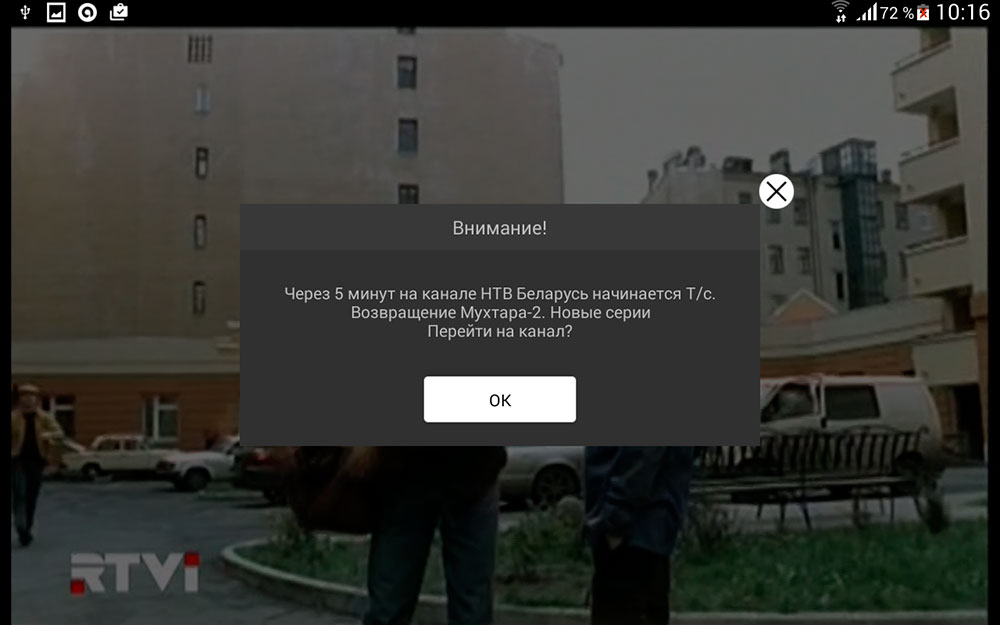 72 %
10:16
Внимание!
Через 5 минут на канале НТВ Беларусь начинается Т/с.
Возвращение Мухтара-2. Новые серии
Перейти на канал?
ОК
RTVi